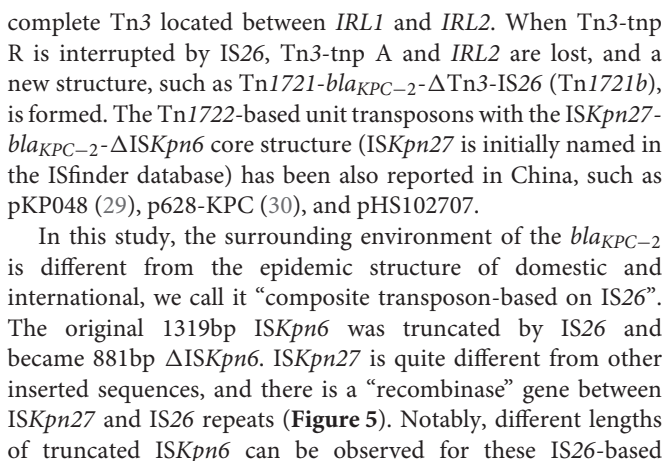 complete Tn3 located between IRL1 and IRL2. When Tn3-tnp
R is interrupted by IS26, Tn3-tnp A and IRL2 are lost, and a
new structure, such as Tn1721-blaKPC−2-ΔTn3-IS26 (Tn1721b),
is formed. The Tn1722-based unit transposons with the ISKpn27-
blaKPC−2-ΔISKpn6 core structure (ISKpn27 is initially named in
the ISfinder database) has been also reported in China, such as
pKP048 (29), p628-KPC (30), and pHS102707.
In this study, the surrounding environment of the blaKPC−2
is different from the epidemic structure of domestic and
international, we call it “composite transposon-based on IS26”.
The original 1319bp ISKpn6 was truncated by IS26 and
became 881bp ΔISKpn6. ISKpn27 is quite different from other
inserted sequences, and there is a “recombinase” gene between
ISKpn27 and IS26 repeats (Figure 5). Notably, different lengths
of truncated ISKpn6 can be observed for these IS26-based